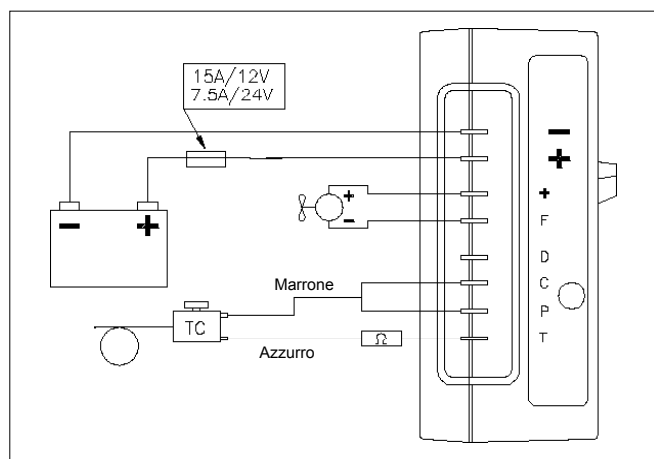 15A/12V
7.5A/24V
−
+
+
F
D
C
P
T
+
−
− +
Marrone
TC
Azzurro
Ω